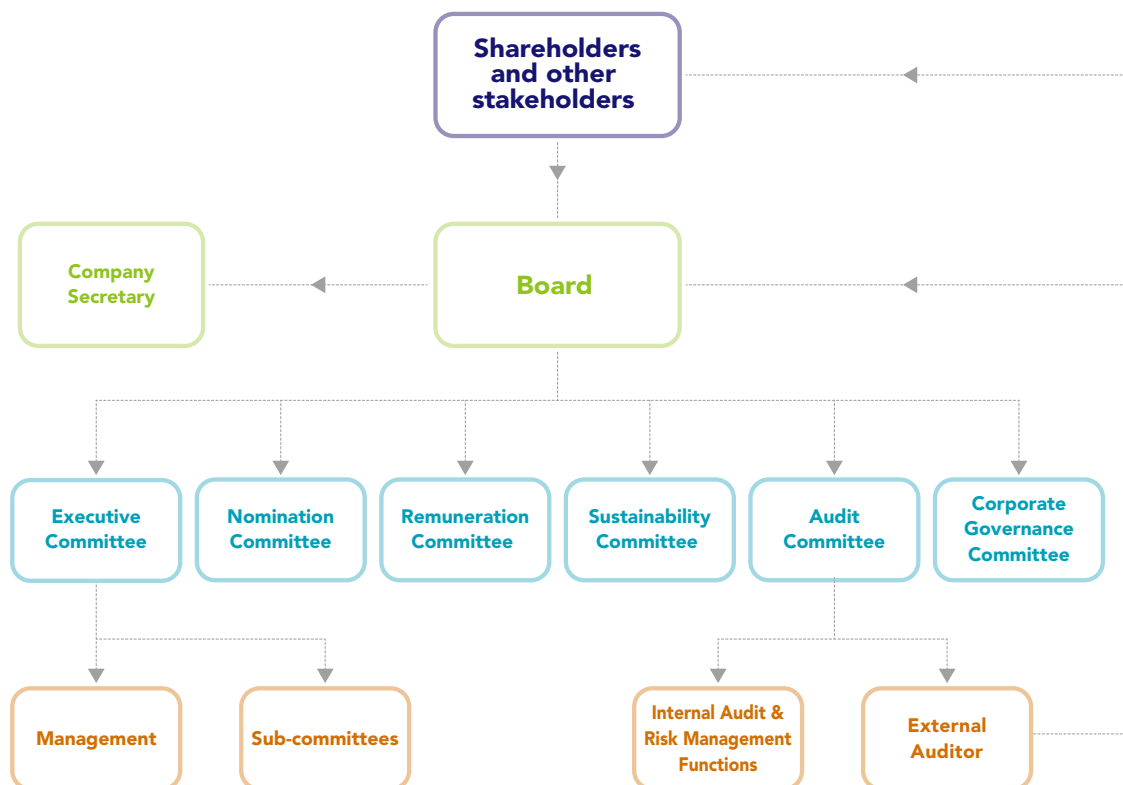 Shareholders
and other
stakeholders
Company
Secretary
Board
Executive
Committee
Nomination
Committee
Remuneration
Committee
Sustainability
Committee
Audit
Committee
Corporate
Governance
Committee
Management
Sub-committees
Internal Audit &
Risk Management
Functions
External
Auditor